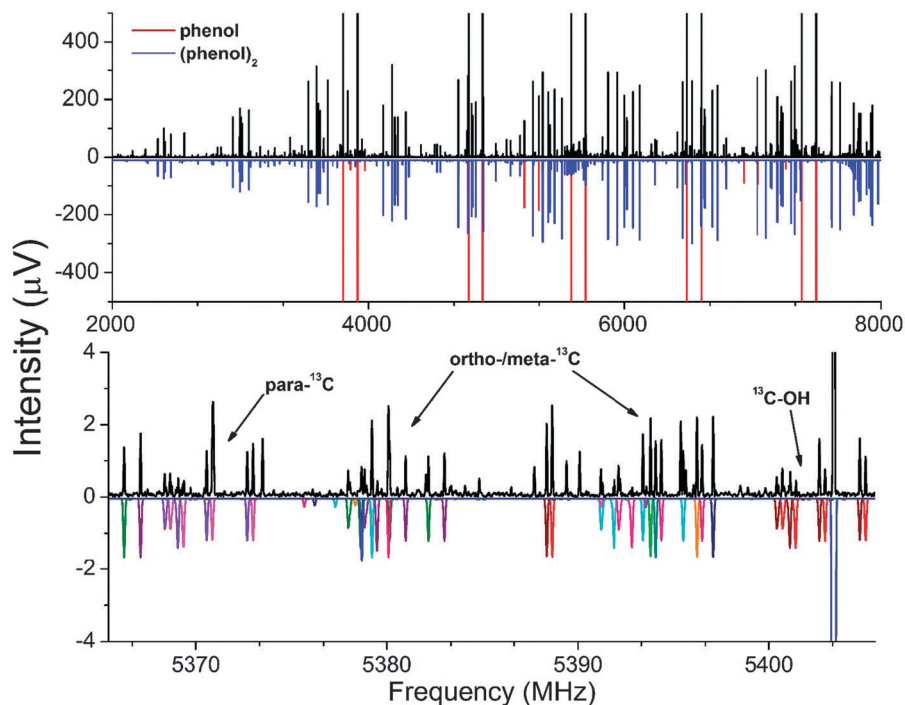 phenol
(phenol)₂
400
200
0
-200
-400
2000
4000
6000
8000
Intensity (μV)
4
2
0
-2
-4
para-¹³C
ortho-/meta-¹³C
¹³C-OH
5370
5380
5390
5400
Frequency (MHz)